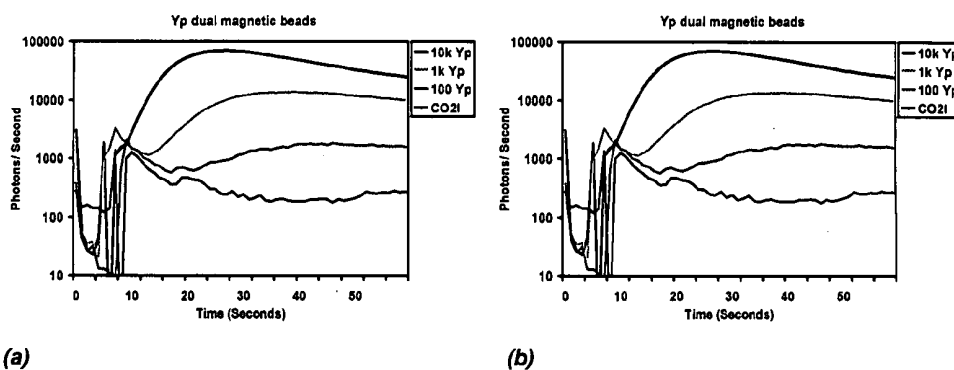 Yp dual magnetic beads
100000
10000
1000
100
10
Photons/ Second
0 10 20 30 40 50
Time (Seconds)
10k Yp
1k Yp
100 Yp
CO2I
(a)
Yp dual magnetic beads
100000
10000
1000
100
10
Photons/ Second
0 10 20 30 40 50
Time (Seconds)
10k Yp
1k Yp
100 Yp
CO2I
(b)